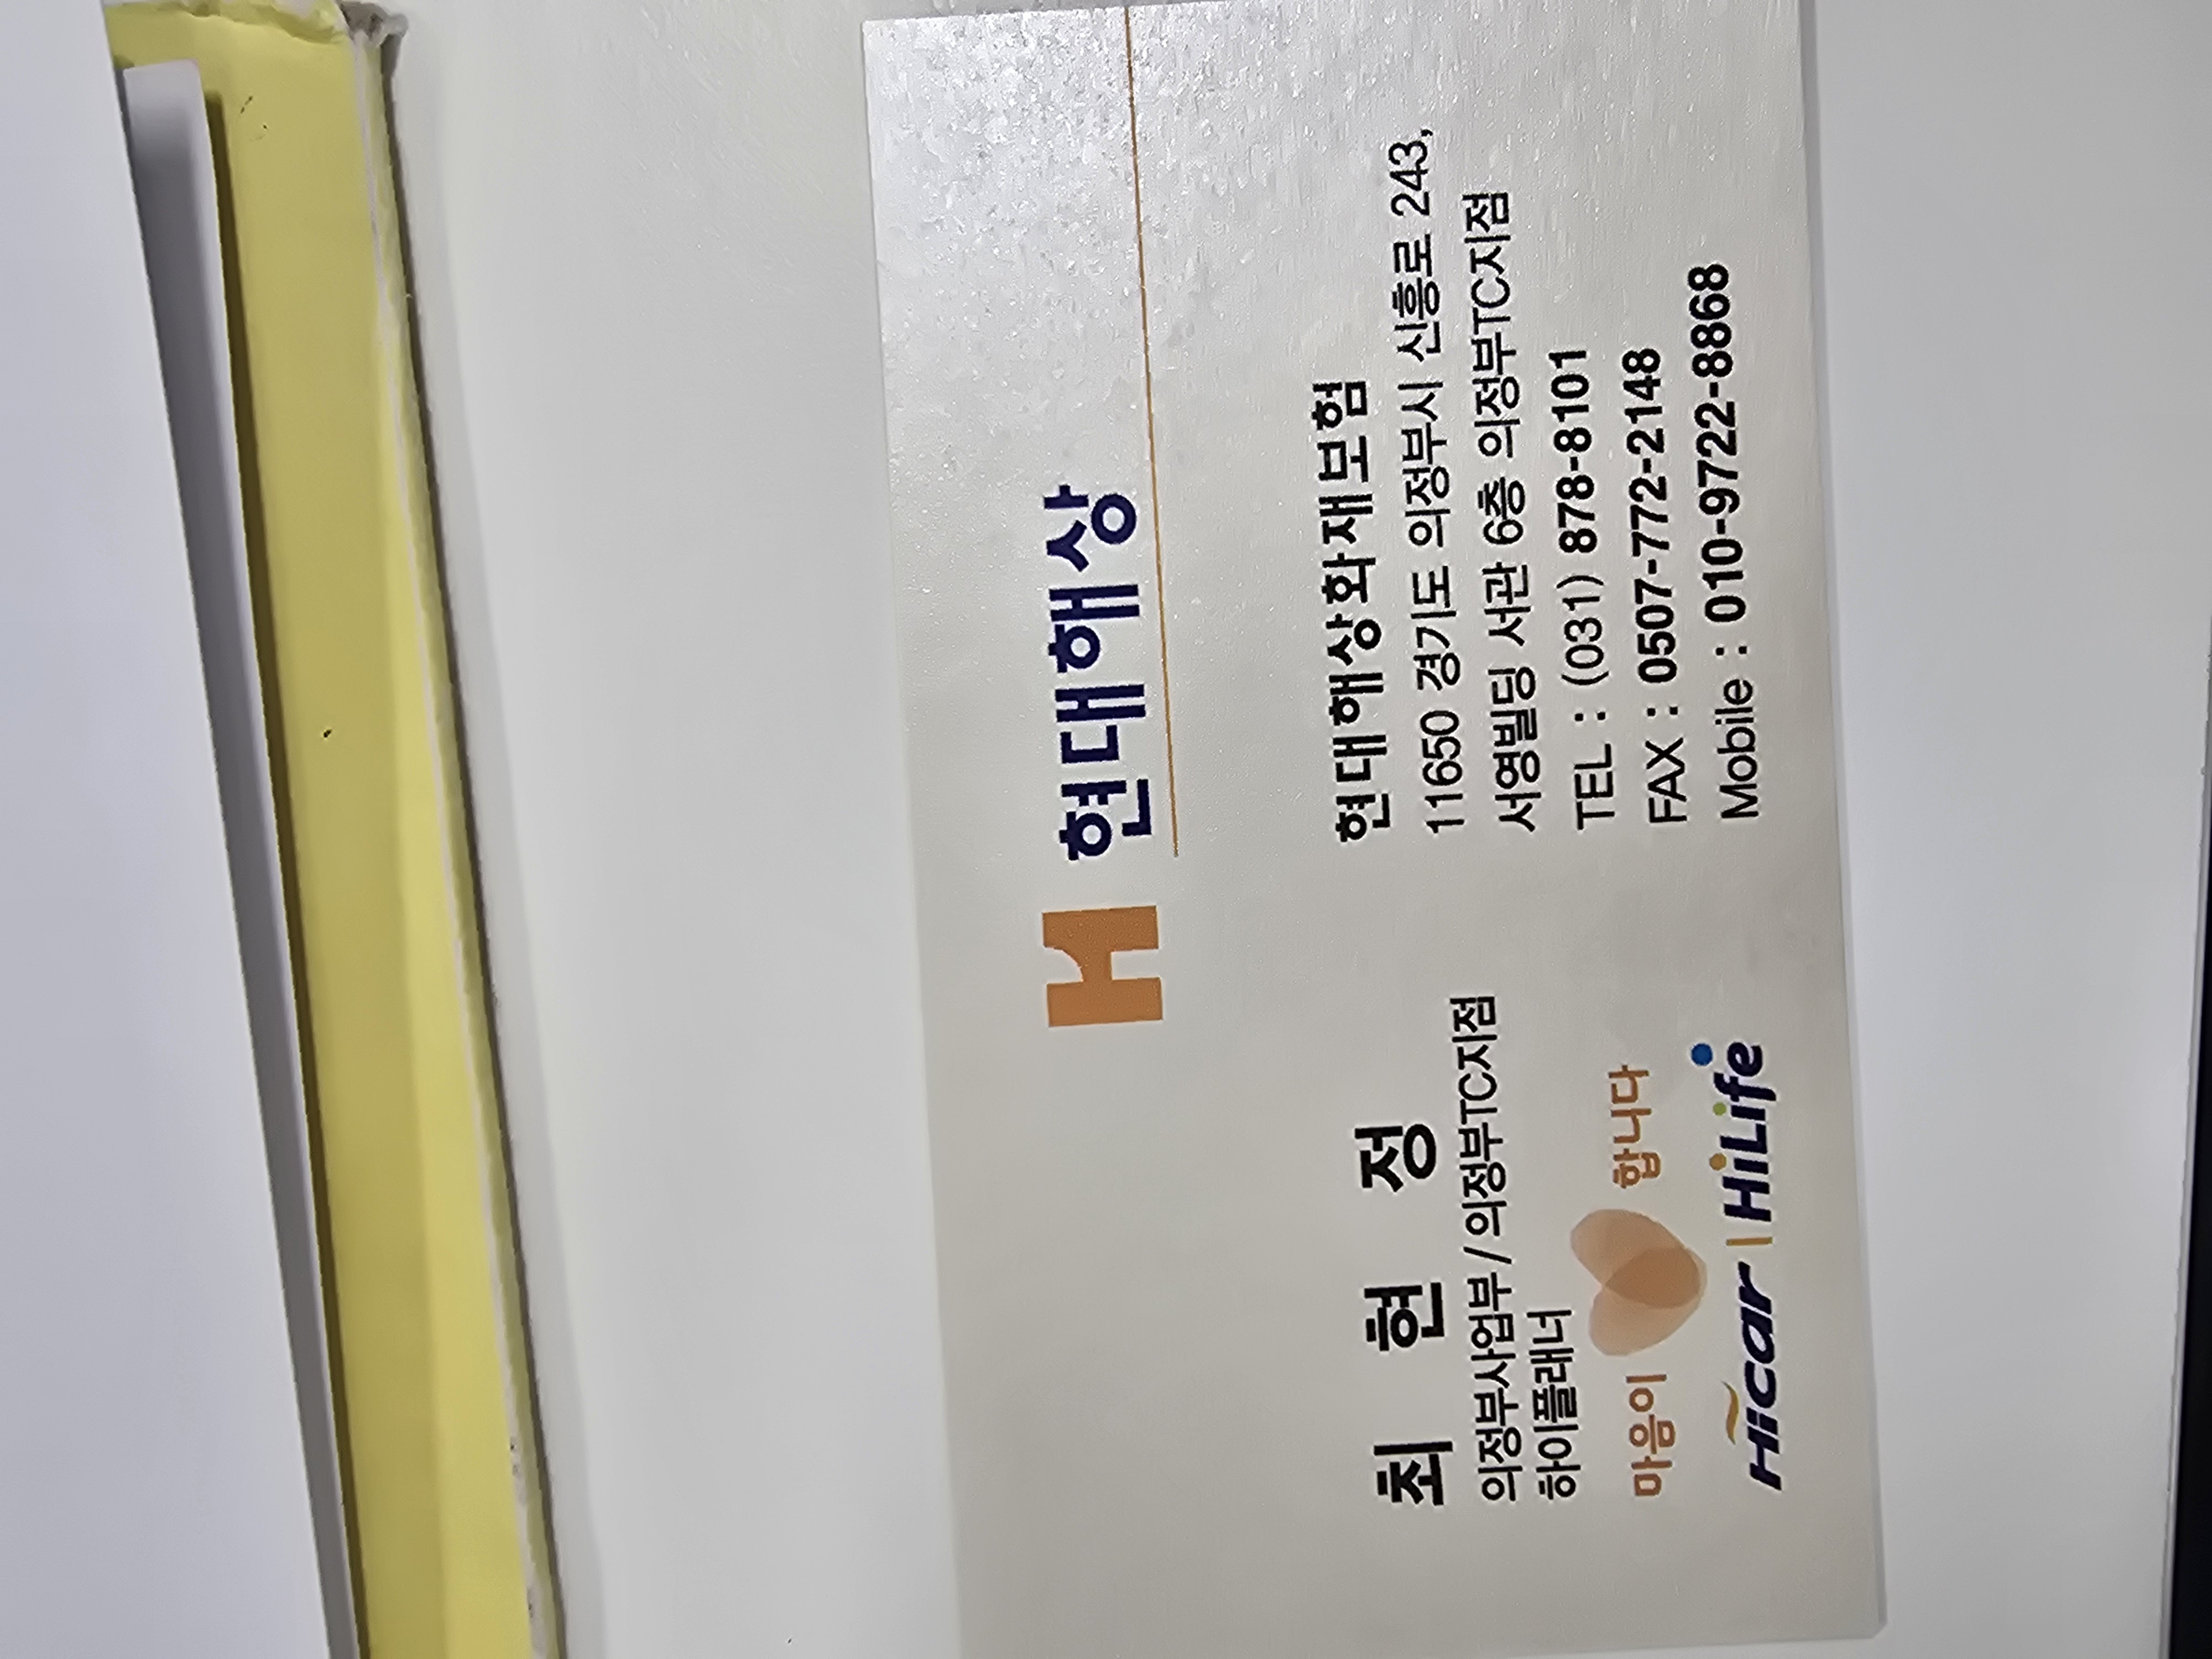 H 현대해상
최 현 정
의정부사업부 / 의정부TC지점
하이플래너
마음이 합니다
Hicar | HiLife
현대해상화재보험
11650 경기도 의정부시 신흥로 243,
서영빌딩 서관 6층 의정부TC지점
TEL : (031) 878-8101
FAX : 0507-772-2148
Mobile : 010-9722-8868